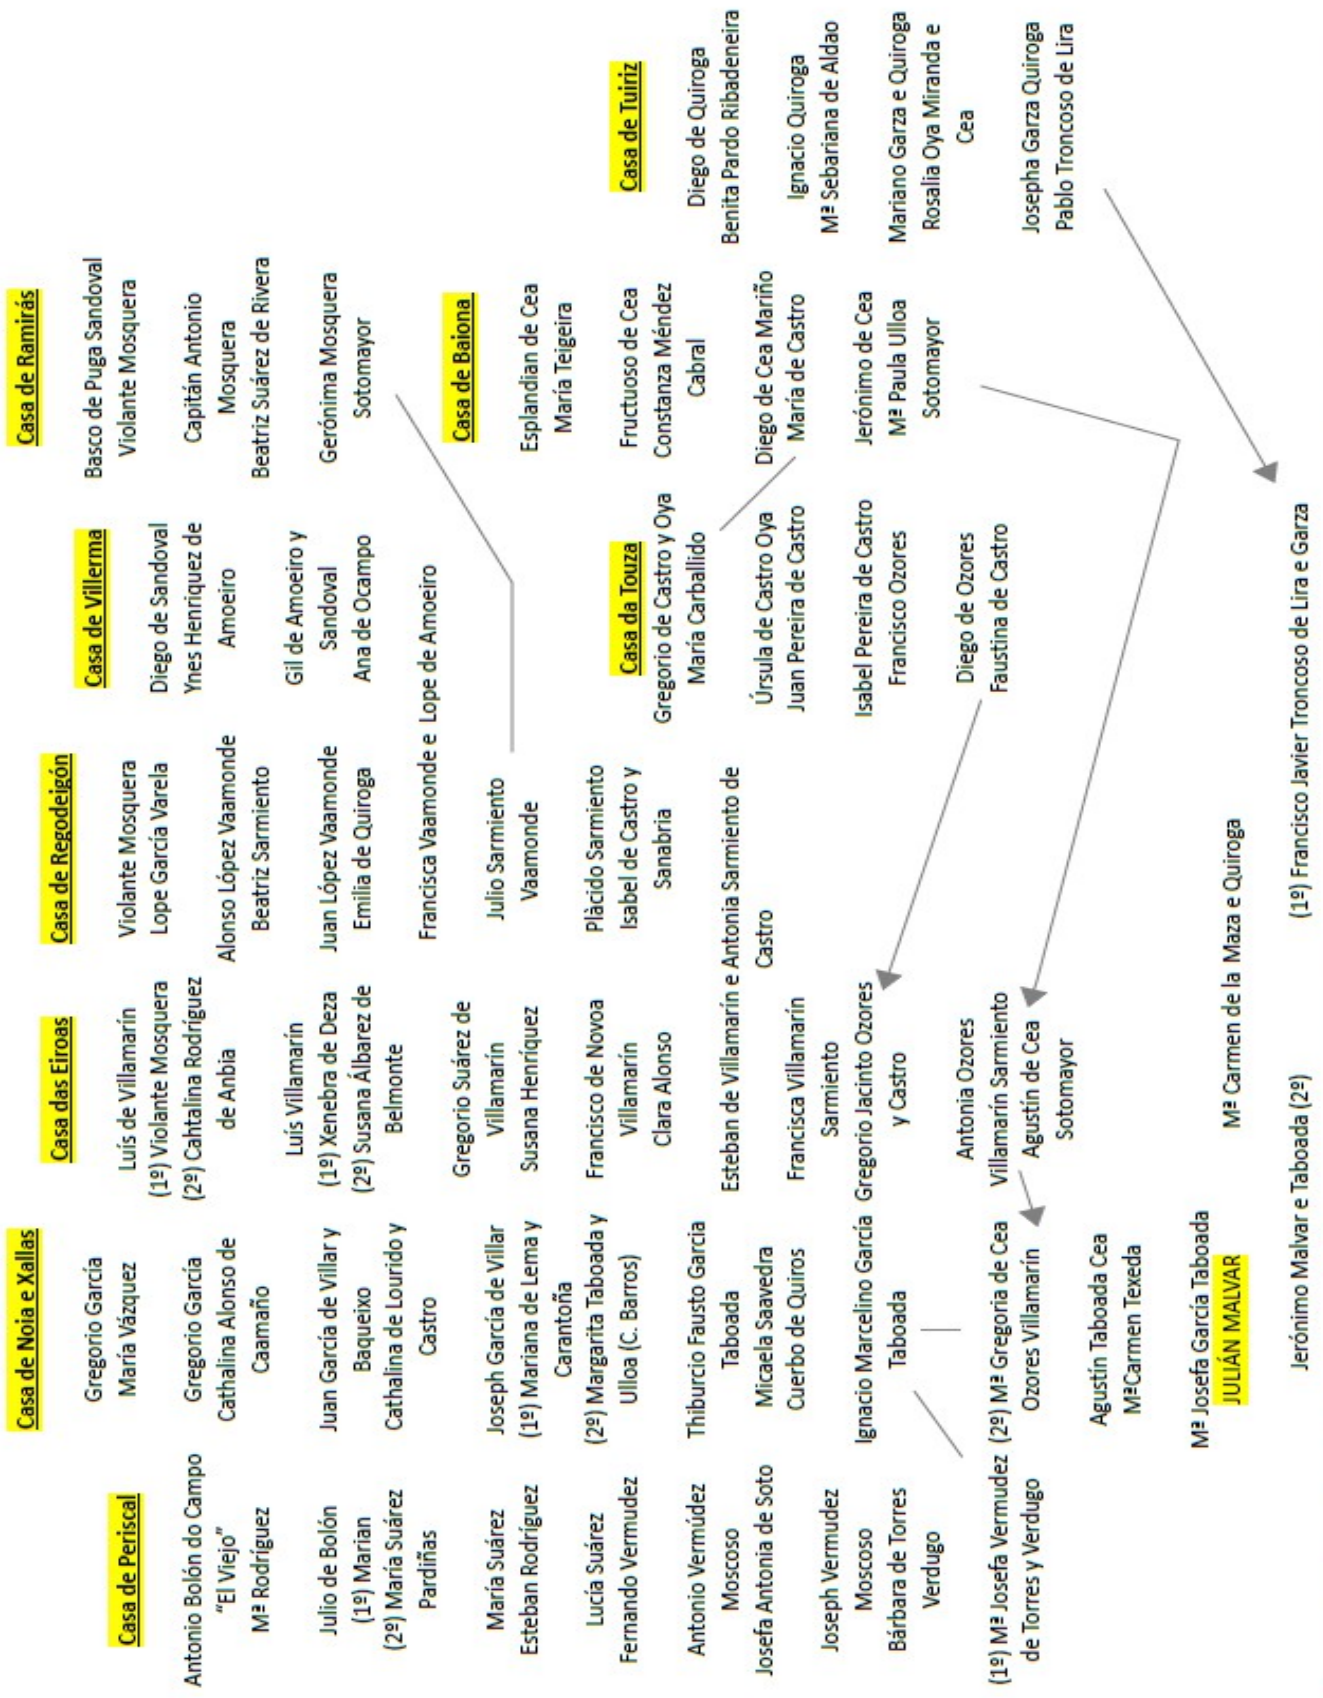 Casa de Periscal
Antonio Bolón do Campo
“El Viejo”
Mª Rodríguez
Julio de Bolón
(1º) Marian
(2º) María Suárez
Pardiñas
María Suárez
Esteban Rodríguez
Lucía Suárez
Fernando Vermudez
Antonio Vermúdez
Moscoso
Josefa Antonia de Soto
Joseph Vermudez
Moscoso
Bárbara de Torres
Verdugo
(1º) Mª Josefa Vermudez
de Torres y Verdugo
Casa de Noia e Xallas
Gregorio García
María Vázquez
Gregorio García
Cathalina Alonso de
Caamaño
Juan García de Villar y
Baqueixo
Cathalina de Lourido y
Castro
Joseph García de Villar
(1º) Mariana de Lema y
Carantoña
(2º) Margarita Taboada y
Ulloa (C. Barros)
Thiburcio Fausto Garcia
Taboada
Micaela Saavedra
Cuerbo de Quiros
Ignacio Marcelino García
Taboada
(2º) Mª Gregoria de Cea
Ozores Villamarín
Agustín Taboada Cea
MªCarmen Texeda
Mª Josefa García Taboada
JULIÁN MALVAR
Casa das Eiroas
Luís de Villamarín
(1º) Violante Mosquera
(2º) Cahtalina Rodríguez
de Anbia
Luís Villamarín
(1º) Xenebra de Deza
(2º) Susana Álbarez de
Belmonte
Gregorio Suárez de
Villamarín
Susana Henríquez
Francisco de Novoa
Villamarín
Clara Alonso
Esteban de Villamarín e Antonia Sarmiento de
Castro
Francisca Villamarín
Sarmiento
Gregorio Jacinto Ozores
y Castro
Antonia Ozores
Villamarín Sarmiento
Agustín de Cea
Sotomayor
Casa de Regodeigón
Violante Mosquera
Lope García Varela
Alonso López Vaamonde
Beatriz Sarmiento
Juan López Vaamonde
Emilia de Quiroga
Francisca Vaamonde e Lope de Amoeiro
Julio Sarmiento
Vaamonde
Plàcido Sarmiento
Isabel de Castro y
Sanabria
Casa de Villerma
Diego de Sandoval
Ynes Henriquez de
Amoeiro
Gil de Amoeiro y
Sandoval
Ana de Ocampo
Casa da Touza
Gregorio de Castro y Oya
María Carballido
Úrsula de Castro Oya
Juan Pereira de Castro
Isabel Pereira de Castro
Francisco Ozores
Diego de Ozores
Faustina de Castro
Casa de Ramirás
Basco de Puga Sandoval
Violante Mosquera
Capitán Antonio
Mosquera
Beatriz Suárez de Rivera
Gerónima Mosquera
Sotomayor
Casa de Baiona
Esplandian de Cea
María Teigeira
Fructuoso de Cea
Constanza Méndez
Cabral
Diego de Cea Mariño
María de Castro
Jerónimo de Cea
Mª Paula Ulloa
Sotomayor
Casa de Tuiriz
Diego de Quiroga
Benita Pardo Ribadeneira
Ignacio Quiroga
Mª Sebariana de Aldao
Mariano Garza e Quiroga
Rosalia Oya Miranda e
Cea
Josepha Garza Quiroga
Pablo Troncoso de Lira
Mª Carmen de la Maza e Quiroga
Jerónimo Malvar e Taboada (2º)
(1º) Francisco Javier Troncoso de Lira e Garza